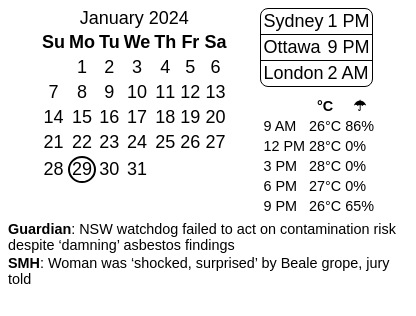 January 2024
Su Mo Tu We Th Fr Sa
1 2 3 4 5 6
7 8 9 10 11 12 13
14 15 16 17 18 19 20
21 22 23 24 25 26 27
28 29 30 31
Sydney 1 PM
Ottawa 9 PM
London 2 AM
°C ☂
9 AM 26°C 86%
12 PM 28°C 0%
3 PM 28°C 0%
6 PM 27°C 0%
9 PM 26°C 65%
Guardian: NSW watchdog failed to act on contamination risk
despite ‘damning’ asbestos findings
SMH: Woman was ‘shocked, surprised’ by Beale grope, jury
told